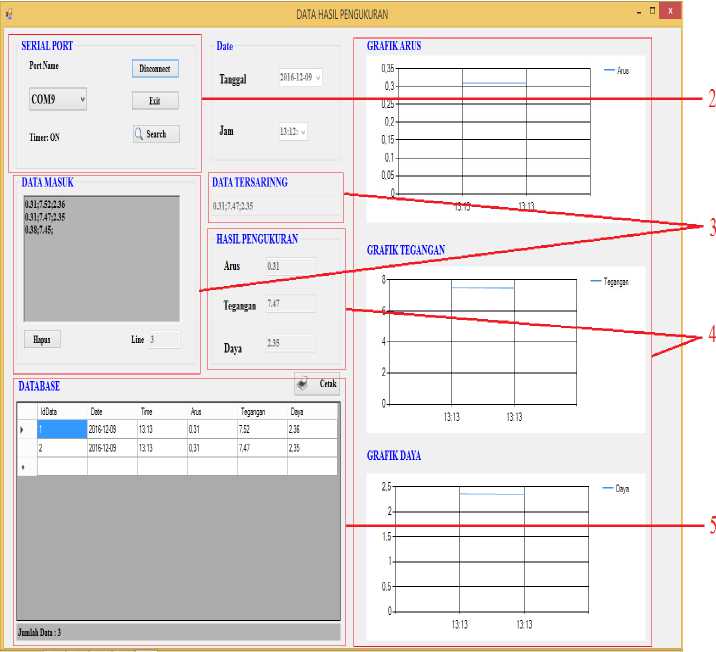 DATA HASIL PENGUKURAN
SERIAL PORT
Port Name
Disconnect
COM9
Exit
Timer: ON
Search
Date
Tanggal
2016-12-09
Jam
13:12:
DATA MASUK
0.31;7.52;2.36
0.31;7.47;2.35
0.38;7.45;
Hapus
Line 3
DATA TERSARINNG
0.31;7.47;2.35
HASIL PENGUKURAN
Arus 0.31
Tegangan 7.47
Daya 2.35
Cetak
DATABASE
IdData Date Time Arus Tegangan Daya
1 2016-12-09 13:13 0,31 7,52 2,36
2 2016-12-09 13:13 0,31 7,47 2,35
Jumlah Data : 3
GRAFIK ARUS
Arus
0,35
0,3
0,25
0,2
0,15
0,1
0,05
0
13:13 13:13
GRAFIK TEGANGAN
Tegangan
8
6
4
2
0
13:13 13:13
GRAFIK DAYA
Daya
2,5
2
1,5
1
0,5
0
13:13 13:13
2
3
4
5